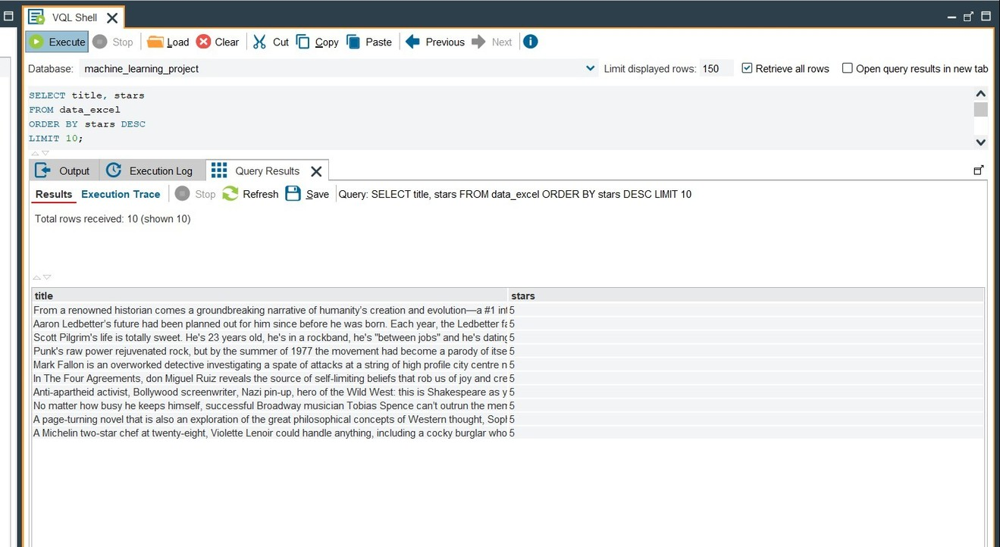 VQL Shell
Execute Stop Load Clear Cut Copy Paste Previous Next
Database: machine_learning_project Limit displayed rows: 150 Retrieve all rows Open query results in new tab
SELECT title, stars
FROM data_excel
ORDER BY stars DESC
LIMIT 10;
Output Execution Log Query Results
Results Execution Trace Stop Refresh Save Query: SELECT title, stars FROM data_excel ORDER BY stars DESC LIMIT 10
Total rows received: 10 (shown 10)
title stars
From a renowned historian comes a groundbreaking narrative of humanity's creation and evolution—a #1 5
Aaron Ledbetter's future had been planned out for him since before he was born. Each year, the Ledbetter 5
Scott Pilgrim's life is totally sweet. He's 23 years old, he's in a rockband, he's "between jobs" and he's dating 5
Punk's raw power rejuvenated rock, but by the summer of 1977 the movement had become a parody of 5
Mark Fallon is an overworked detective investigating a spate of attacks at a string of high profile city centre 5
In The Four Agreements, don Miguel Ruiz reveals the source of self-limiting beliefs that rob us of joy and 5
Anti-apartheid activist, Bollywood screenwriter, Nazi pin-up, hero of the Wild West: this is Shakespeare as 5
No matter how busy he keeps himself, successful Broadway musician Tobias Spence can't outrun the 5
A page-turning novel that is also an exploration of the great philosophical concepts of Western thought, 5
A Michelin two-star chef at twenty-eight, Violette Lenoir could handle anything, including a cocky burglar who 5